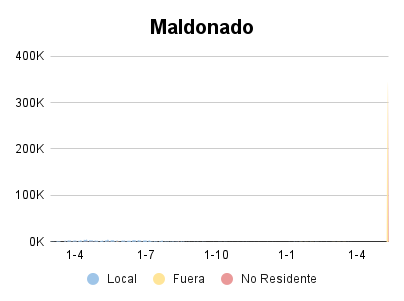 Maldonado
400K
300K
200K
100K
0K
1-4 1-7 1-10 1-1 1-4
Local Fuera No Residente